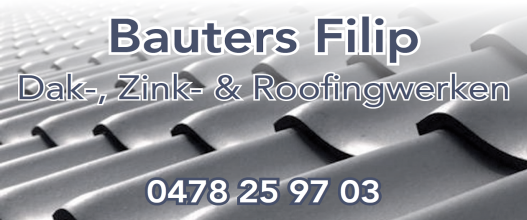 Bauters Filip
Dak-, Zink- & Roofingwerken
0478 25 97 03